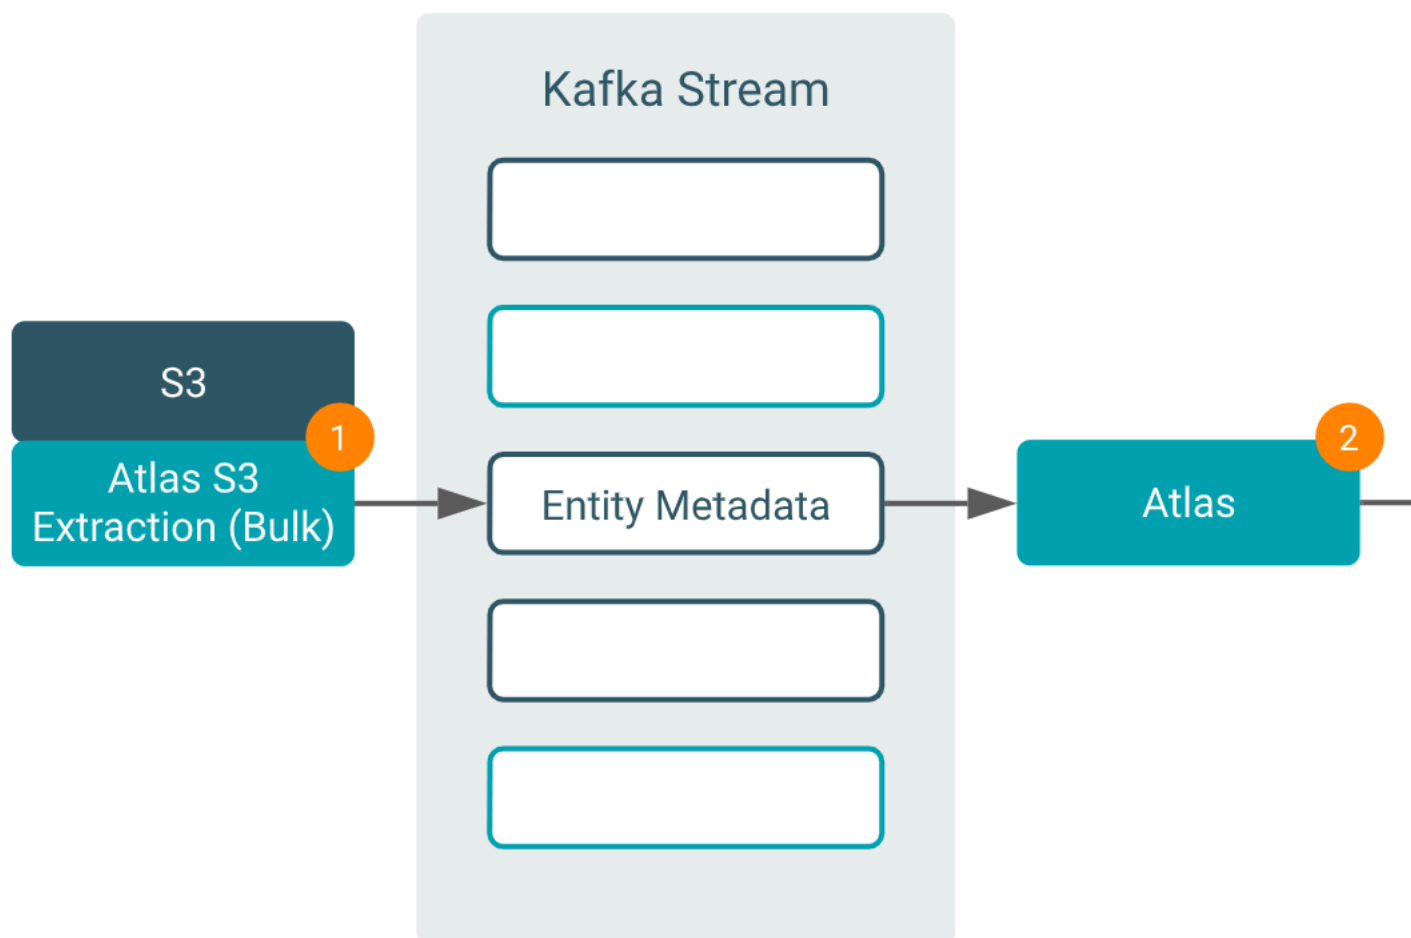 Kafka Stream
S3
1
Atlas S3
Extraction (Bulk)
Entity Metadata
2
Atlas